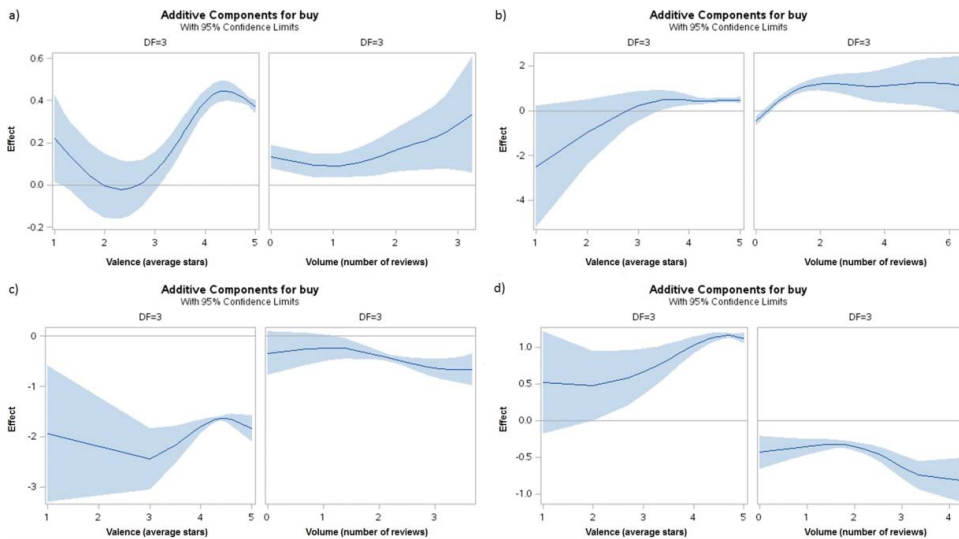 a)
Additive Components for buy
With 95% Confidence Limits
DF=3
DF=3
0.6
0.4
0.2
0.0
-0.2
Effect
1 2 3 4 5
0 1 2 3
Valence (average stars)
Volume (number of reviews)
b)
Additive Components for buy
With 95% Confidence Limits
DF=3
DF=3
2
0
-2
-4
Effect
1 2 3 4 5
0 2 4 6
Valence (average stars)
Volume (number of reviews)
c)
Additive Components for buy
With 95% Confidence Limits
DF=3
DF=3
0
-1
-2
-3
Effect
1 2 3 4 5
0 1 2 3
Valence (average stars)
Volume (number of reviews)
d)
Additive Components for buy
With 95% Confidence Limits
DF=3
DF=3
1.0
0.5
0.0
-0.5
-1.0
Effect
1 2 3 4 5
0 1 2 3 4
Valence (average stars)
Volume (number of reviews)